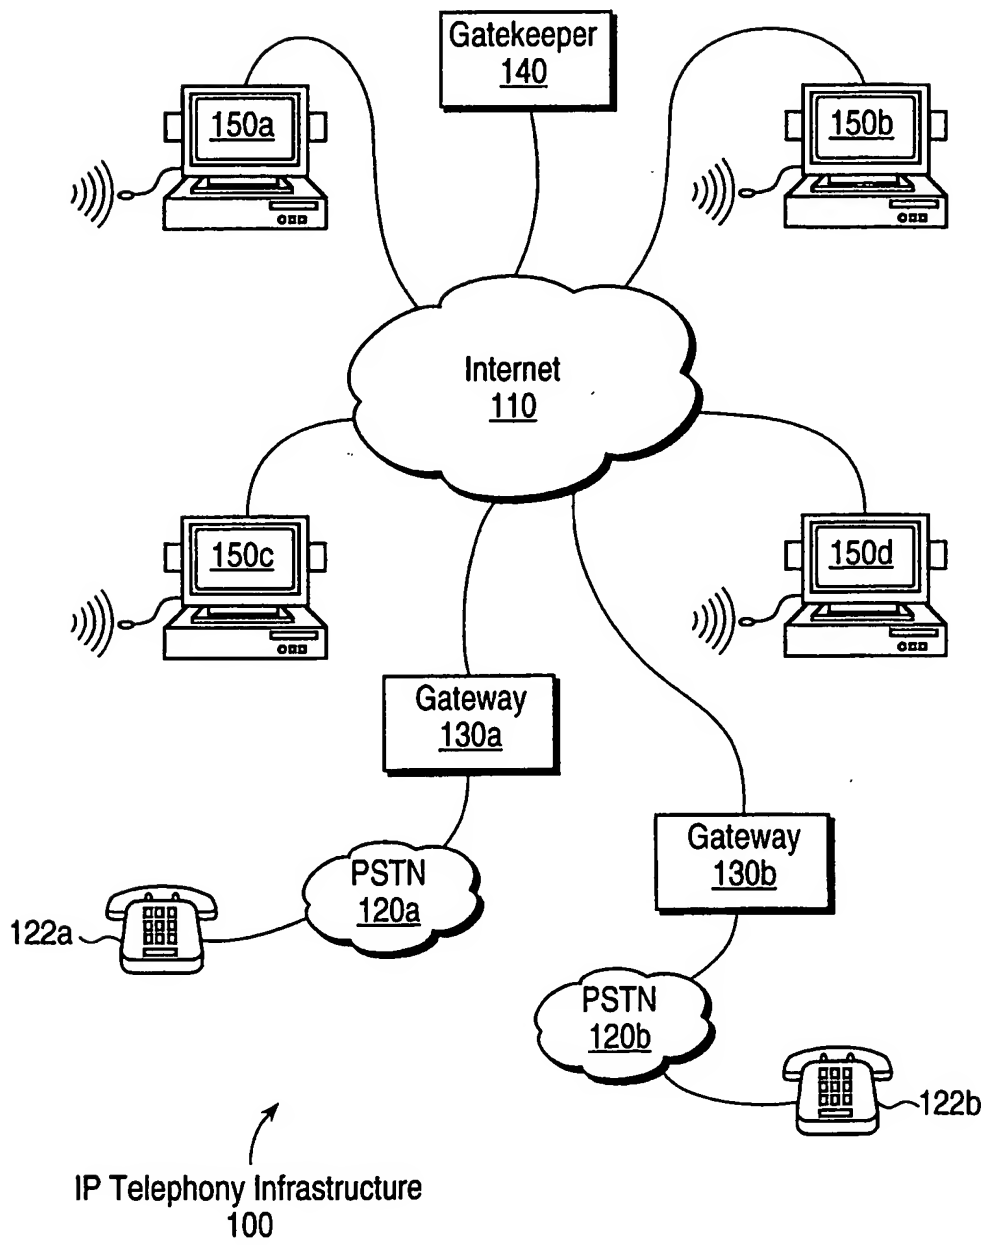 Gatekeeper
140
150a
150b
Internet
110
150c
150d
Gateway
130a
Gateway
130b
PSTN
120a
122a
PSTN
120b
122b
IP Telephony Infrastructure
100